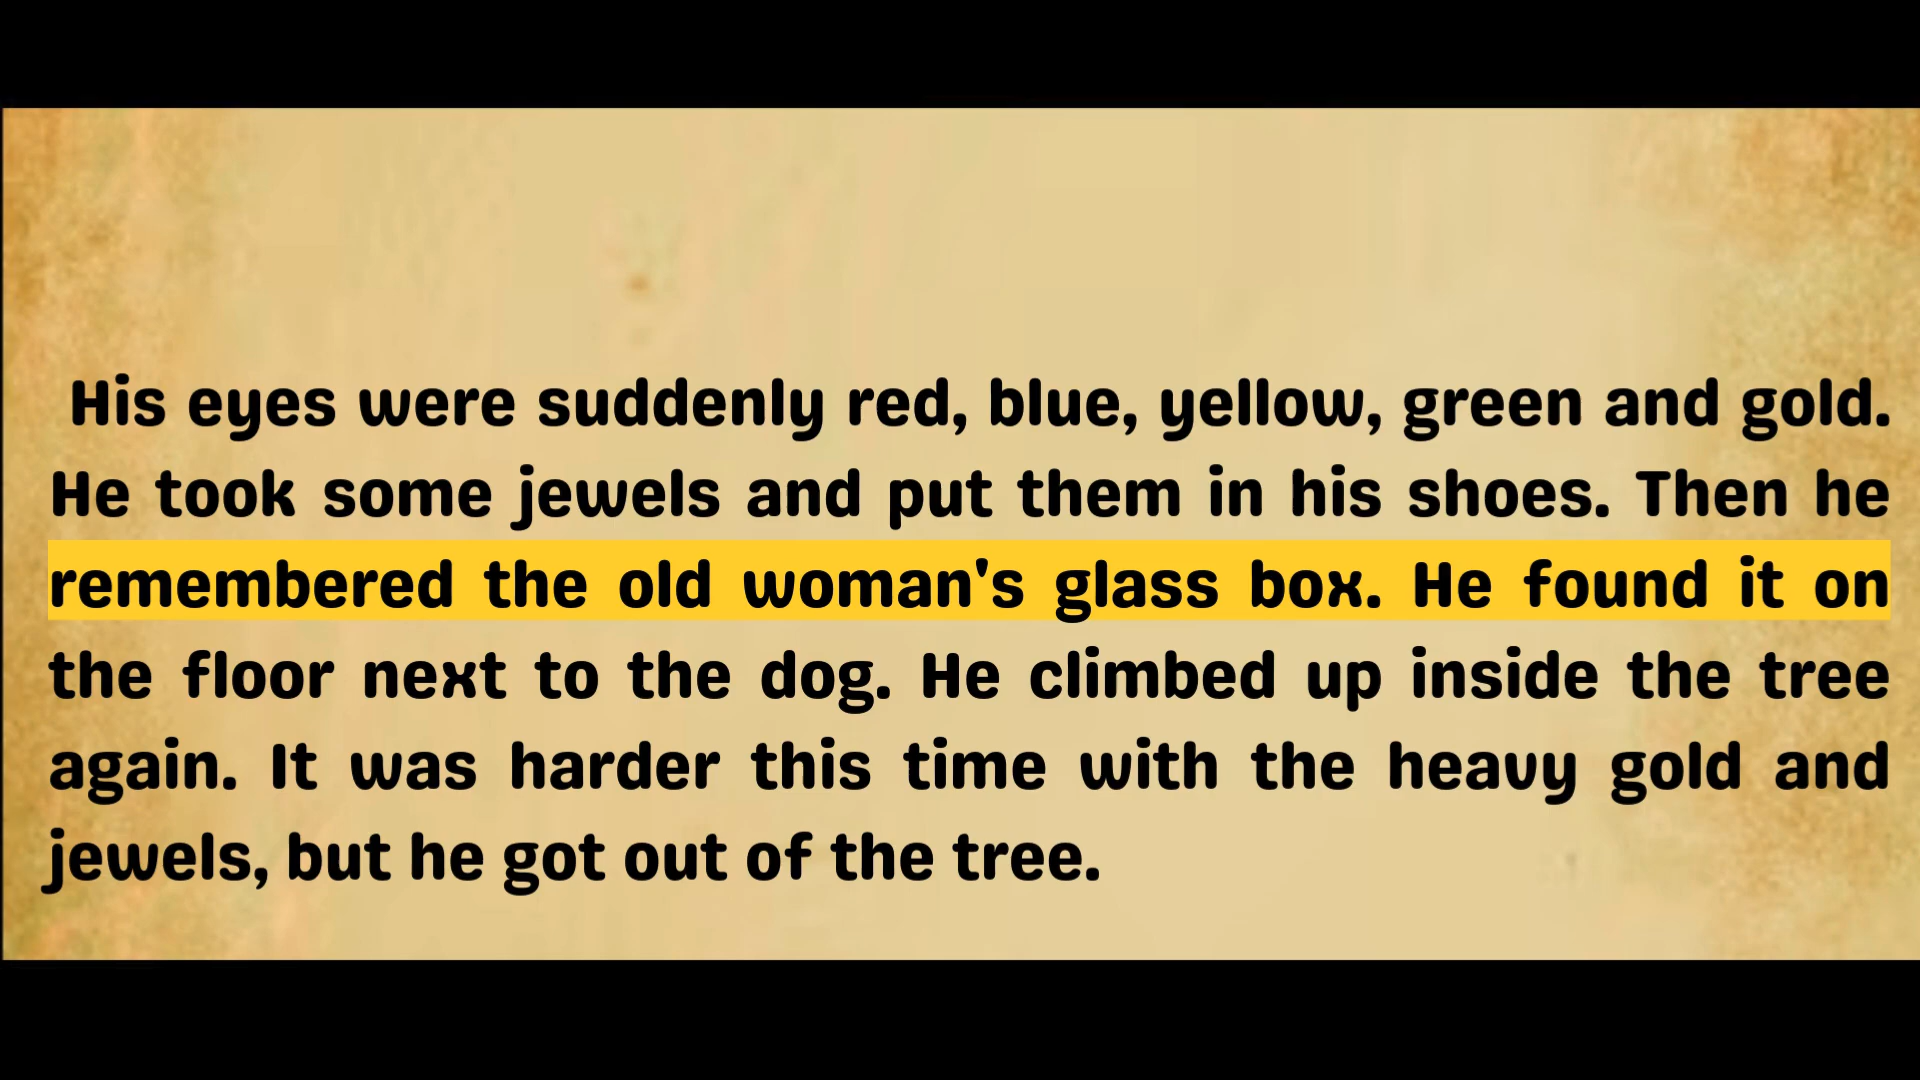 His eyes were suddenly red, blue, yellow, green and gold.
He took some jewels and put them in his shoes. Then he
remembered the old woman's glass box. He found it on
the floor next to the dog. He climbed up inside the tree
again. It was harder this time with the heavy gold and
jewels, but he got out of the tree.